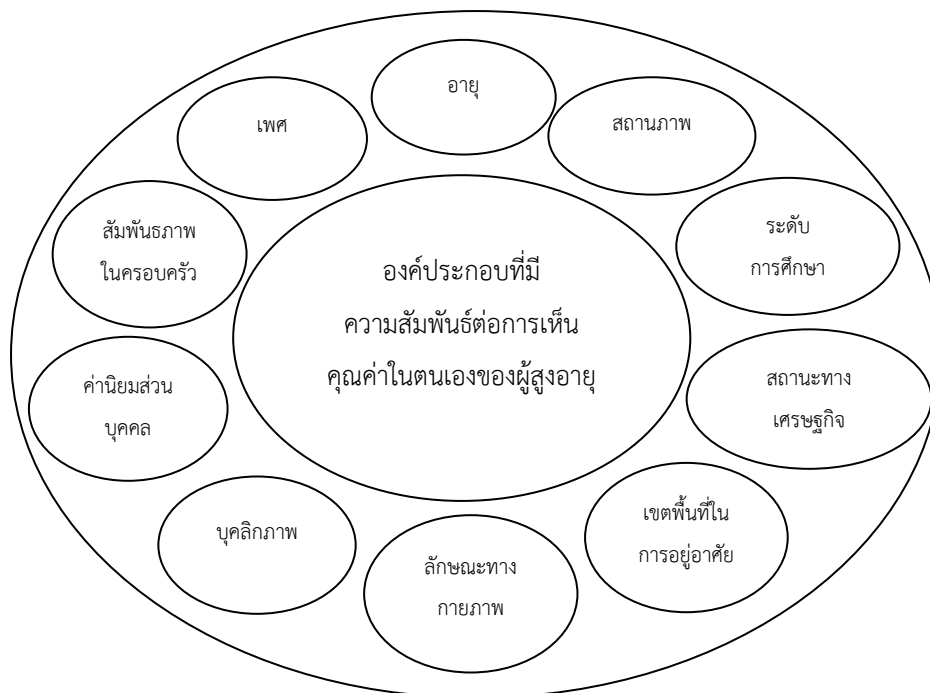 อายุ
เพศ
สถานภาพ
สัมพันธภาพ
ในครอบครัว
ระดับ
การศึกษา
องค์ประกอบที่มี
ความสัมพันธ์ต่อการเห็น
คุณค่าในตนเองของผู้สูงอายุ
ค่านิยมส่วน
บุคคล
สถานะทาง
เศรษฐกิจ
บุคลิกภาพ
ลักษณะทาง
กายภาพ
เขตพื้นที่ใน
การอยู่อาศัย